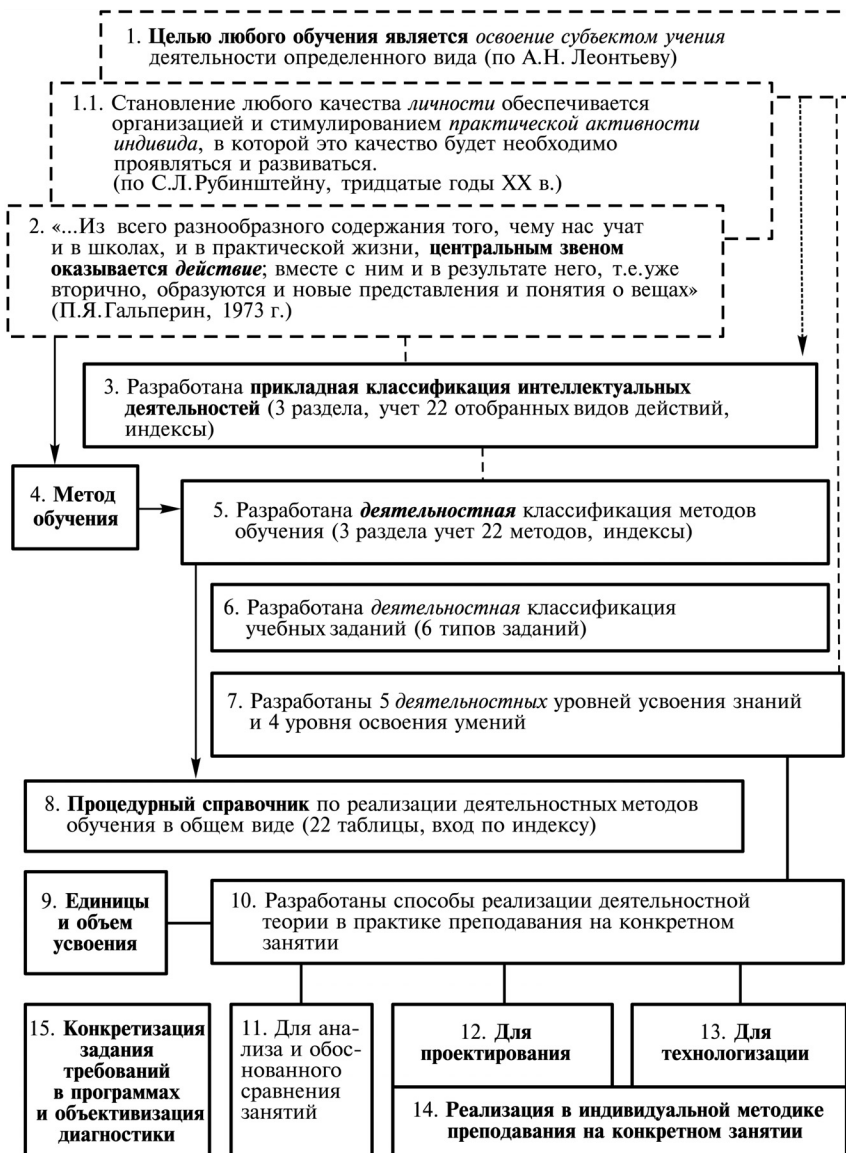 1. Целью любого обучения является освоение субъектом учения
деятельности определенного вида (по А.Н. Леонтьеву)
1.1. Становление любого качества личности обеспечивается
организацией и стимулированием практической активности
индивида, в которой это качество будет необходимо
проявляться и развиваться.
(по С.Л.Рубинштейну, тридцатые годы XX в.)
2. «...Из всего разнообразного содержания того, чему нас учат
и в школах, и в практической жизни, центральным звеном
оказывается действие; вместе с ним и в результате него, т.е.уже
вторично, образуются и новые представления и понятия о вещах»
(П.Я.Гальперин, 1973 г.)
3. Разработана прикладная классификация интеллектуальных
деятельностей (3 раздела, учет 22 отобранных видов действий,
индексы)
4. Метод
обучения
5. Разработана деятельностная классификация методов
обучения (3 раздела учет 22 методов, индексы)
6. Разработана деятельностная классификация
учебных заданий (6 типов заданий)
7. Разработаны 5 деятельностных уровней усвоения знаний
и 4 уровня освоения умений
8. Процедурный справочник по реализации деятельностных методов
обучения в общем виде (22 таблицы, вход по индексу)
9. Единицы
и объем
усвоения
10. Разработаны способы реализации деятельностной
теории в практике преподавания на конкретном
занятии
15. Конкретизация
задания
требований
в программах
и объективизация
диагностики
11. Для ана-
лиза и обос-
нованного
сравнения
занятий
12. Для
проектирования
13. Для
технологизации
14. Реализация в индивидуальной методике
преподавания на конкретном занятии